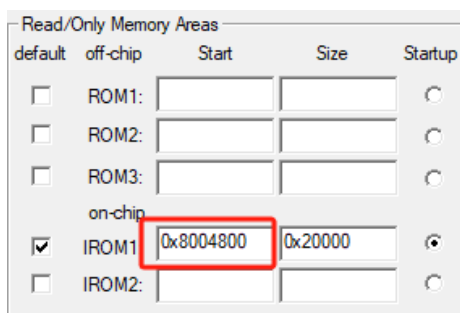 Read/Only Memory Areas
default off-chip Start Size Startup
ROM1:
ROM2:
ROM3:
on-chip
IROM1 0x8004800 0x20000
IROM2: